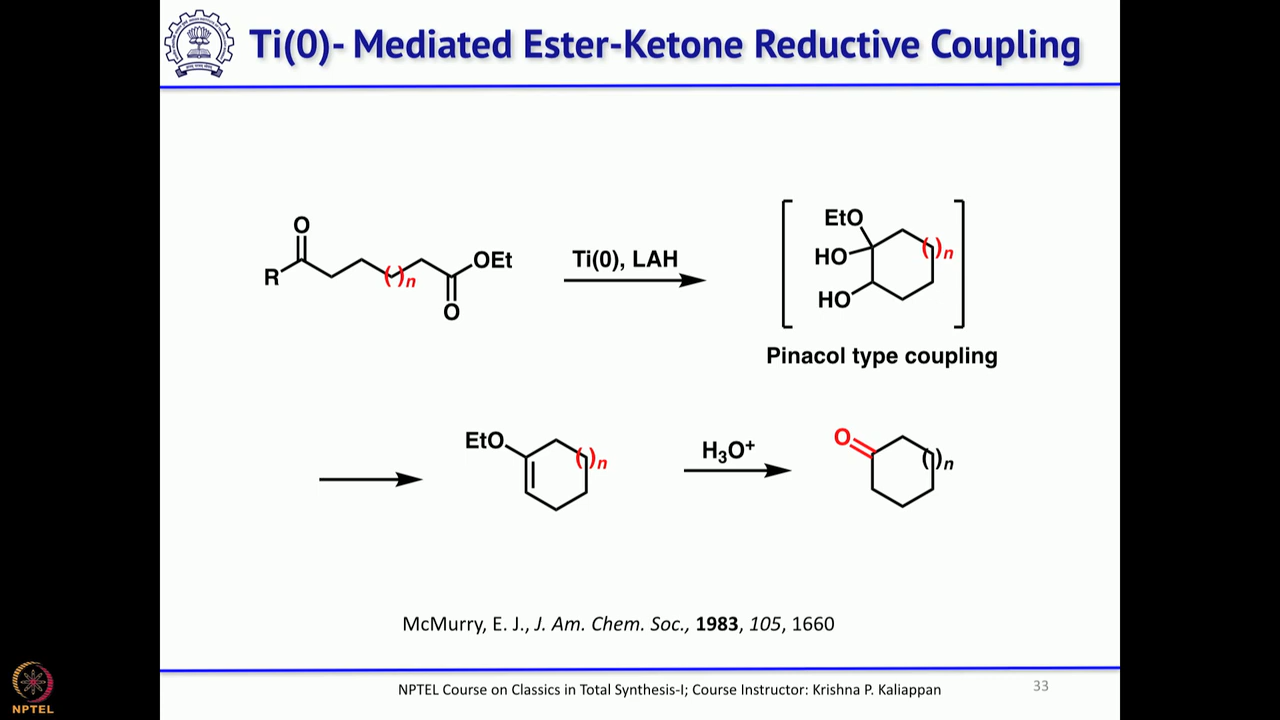 Ti(0)- Mediated Ester-Ketone Reductive Coupling
O
R
( )n
OEt
O
Ti(0), LAH
EtO
HO
HO
( )n
Pinacol type coupling
EtO
( )n
H₃O⁺
O
( )n
McMurry, E. J., J. Am. Chem. Soc., 1983, 105, 1660
NPTEL Course on Classics in Total Synthesis-I; Course Instructor: Krishna P. Kaliappan
33
NPTEL